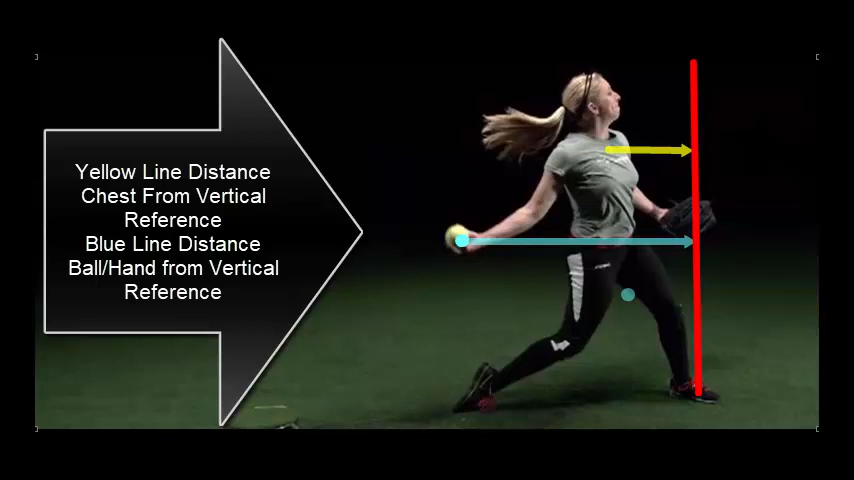 Yellow Line Distance
Chest From Vertical
Reference
Blue Line Distance
Ball/Hand from Vertical
Reference